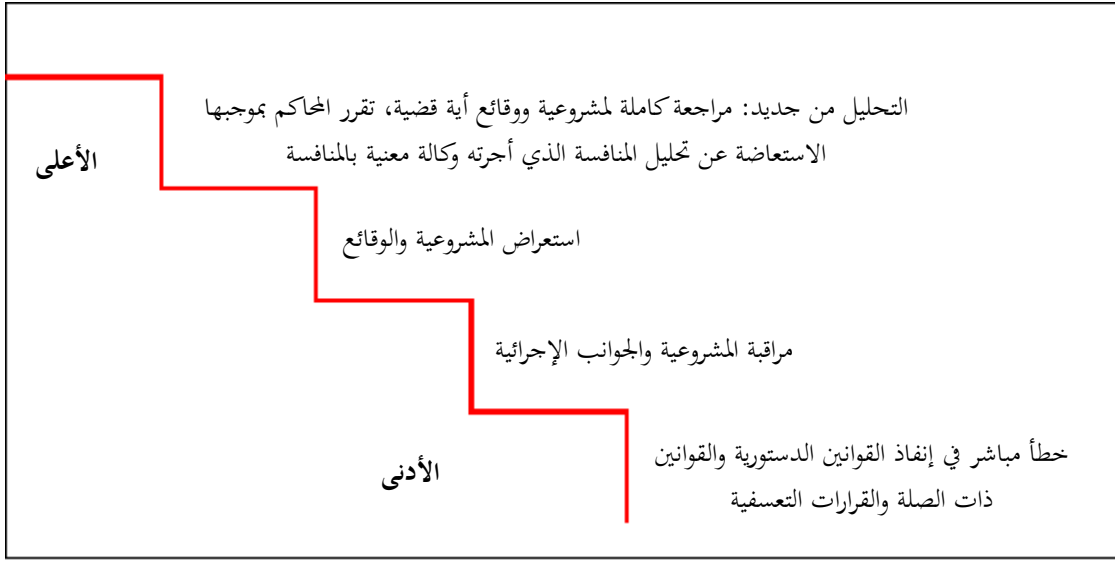 التحليل من جديد: مراجعة كاملة لمشروعية ووقائع أية قضية، تقرر المحاكم بموجبها
الاستعاضة عن تحليل المنافسة الذي أجرته وكالة معنية بالمنافسة
الأعلى
استعراض المشروعية والوقائع
مراقبة المشروعية والجوانب الإجرائية
خطأ مباشر في إنفاذ القوانين الدستورية والقوانين
ذات الصلة والقرارات التعسفية
الأدنى